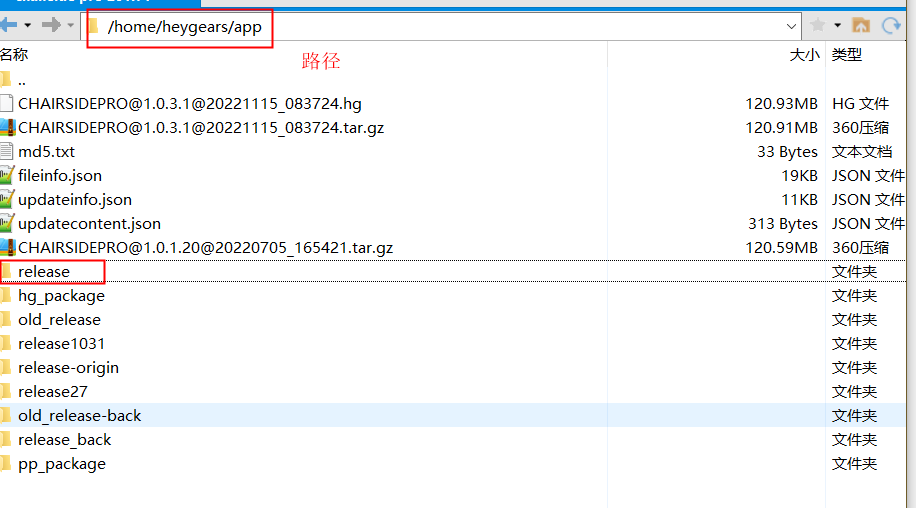 /home/heygears/app
路径
名称 大小 类型
..
CHAIRSIDEPRO@1.0.3.1@20221115_083724.hg 120.93MB HG 文件
CHAIRSIDEPRO@1.0.3.1@20221115_083724.tar.gz 120.91MB 360压缩
md5.txt 33 Bytes 文本文档
fileinfo.json 19KB JSON 文件
updateinfo.json 11KB JSON 文件
updatecontent.json 313 Bytes JSON 文件
CHAIRSIDEPRO@1.0.1.20@20220705_165421.tar.gz 120.59MB 360压缩
release 文件夹
hg_package 文件夹
old_release 文件夹
release1031 文件夹
release-origin 文件夹
release27 文件夹
old_release-back 文件夹
release_back 文件夹
pp_package 文件夹